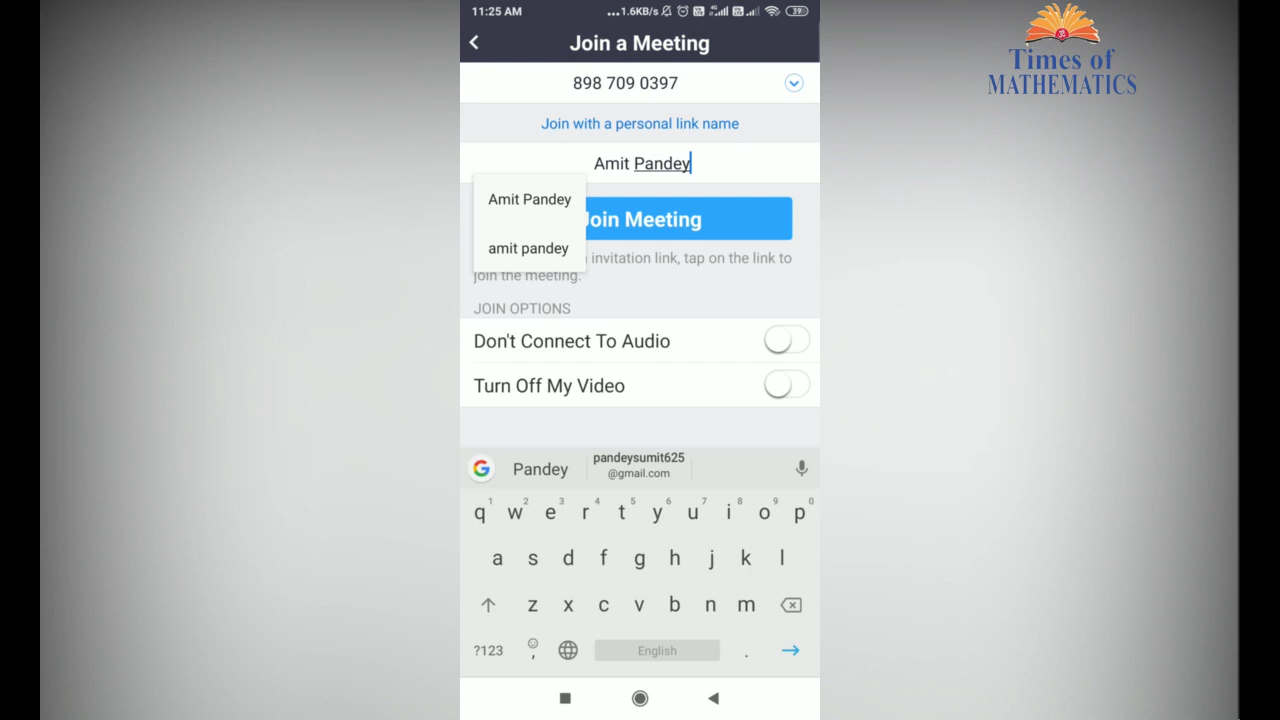 11:25 AM
...1.6KB/s
4G
39
Times of
MATHEMATICS
Join a Meeting
898 709 0397
Join with a personal link name
Amit Pandey
Amit Pandey
amit pandey
Join Meeting
invitation link, tap on the link to
join the meeting.
JOIN OPTIONS
Don't Connect To Audio
Turn Off My Video
G Pandey pandeysumit625
@gmail.com
1 2 3 4 5 6 7 8 9 0
q w e r t y u i o p
a s d f g h j k l
z x c v b n m
?123 , English .